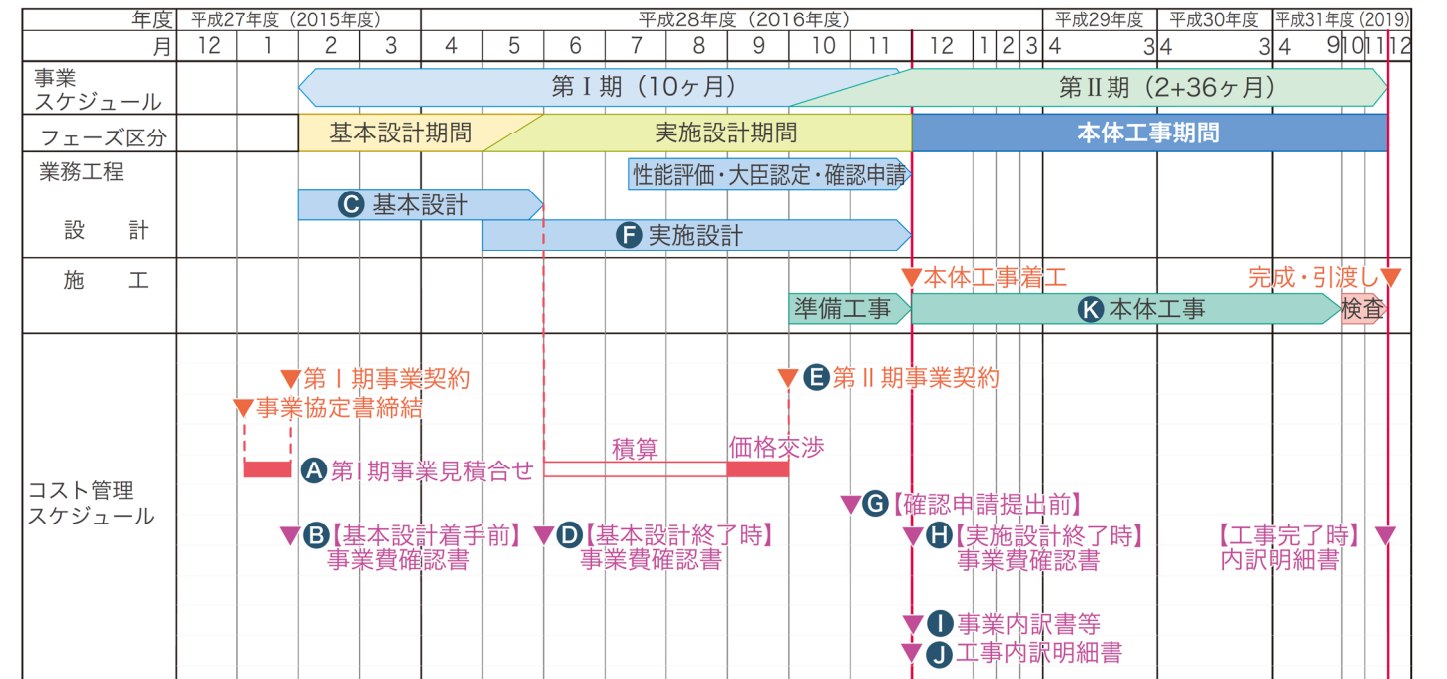 年度 平成27年度（2015年度） 平成28年度（2016年度） 平成29年度 平成30年度 平成31年度（2019）
月 12 1 2 3 4 5 6 7 8 9 10 11 12 1 2 3 4 3 4 3 4 9 10 11 12
事業
スケジュール
第Ⅰ期（10ヶ月） 第Ⅱ期（2+36ヶ月）
フェーズ区分 基本設計期間 実施設計期間 本体工事期間
業務工程
性能評価・大臣認定・確認申請
C 基本設計
設 計
F 実施設計
施 工
本体工事着工 完成・引渡し
準備工事 K 本体工事 検査
第Ⅰ期事業契約 E 第Ⅱ期事業契約
事業協定書締結
積算 価格交渉
A 第Ⅰ期事業見積合せ
コスト管理
スケジュール
G【確認申請提出前】
B【基本設計着手前】
事業費確認書
D【基本設計終了時】
事業費確認書
H【実施設計終了時】
事業費確認書
【工事完了時】
内訳明細書
I 事業内訳書等
J 工事内訳明細書